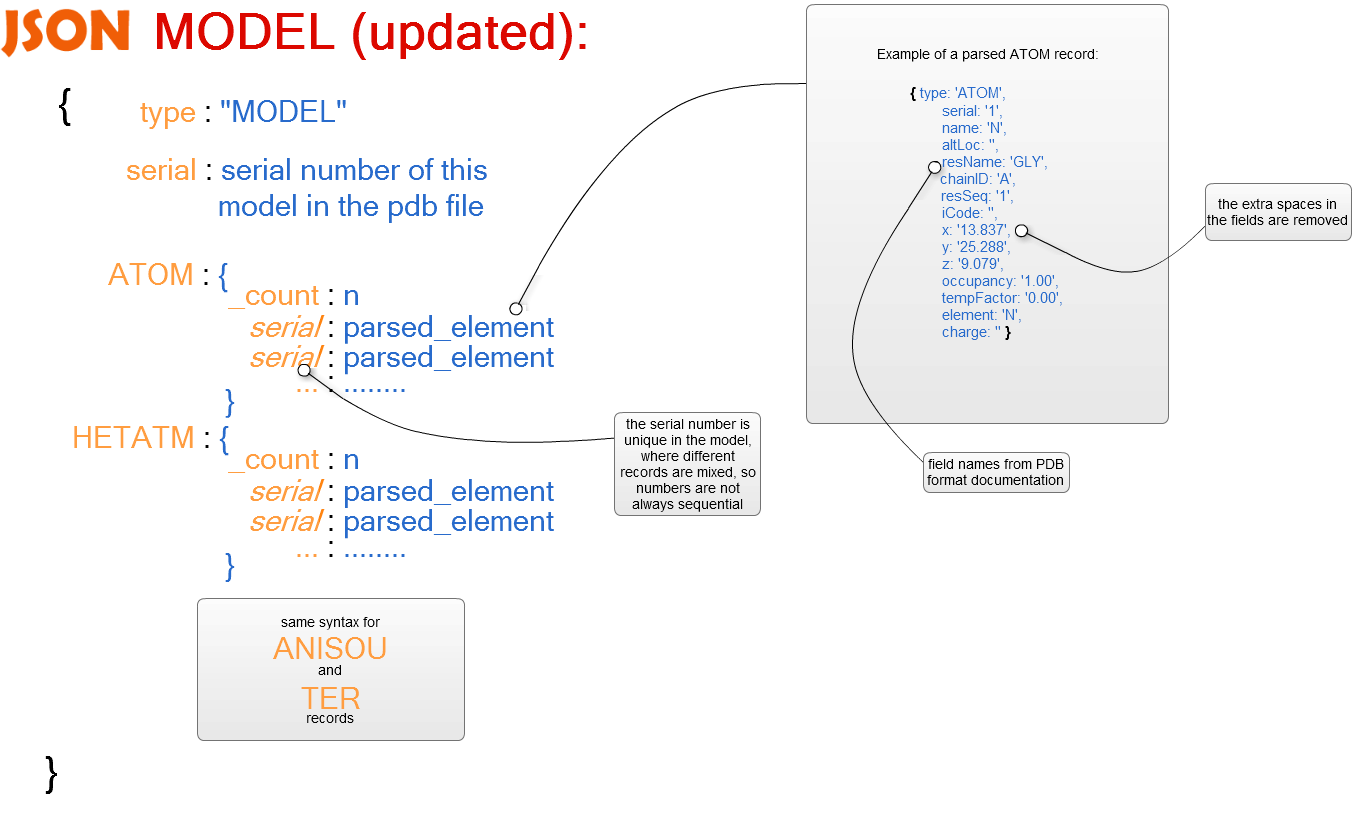 JSON MODEL (updated):
{
type : "MODEL"
serial : serial number of this
model in the pdb file
ATOM : {
_count : n
serial : parsed_element
serial : parsed_element
... : ........
}
HETATM : {
_count : n
serial : parsed_element
serial : parsed_element
... : ........
}
same syntax for
ANISOU
and
TER
records
}
the serial number is
unique in the model,
where different
records are mixed, so
numbers are not
always sequential
Example of a parsed ATOM record:
{ type: 'ATOM',
serial: '1',
name: 'N',
altLoc: '',
resName: 'GLY',
chainID: 'A',
resSeq: '1',
iCode: '',
x: '13.837',
y: '25.288',
z: '9.079',
occupancy: '1.00',
tempFactor: '0.00',
element: 'N',
charge: '' }
the extra spaces in
the fields are removed
field names from PDB
format documentation